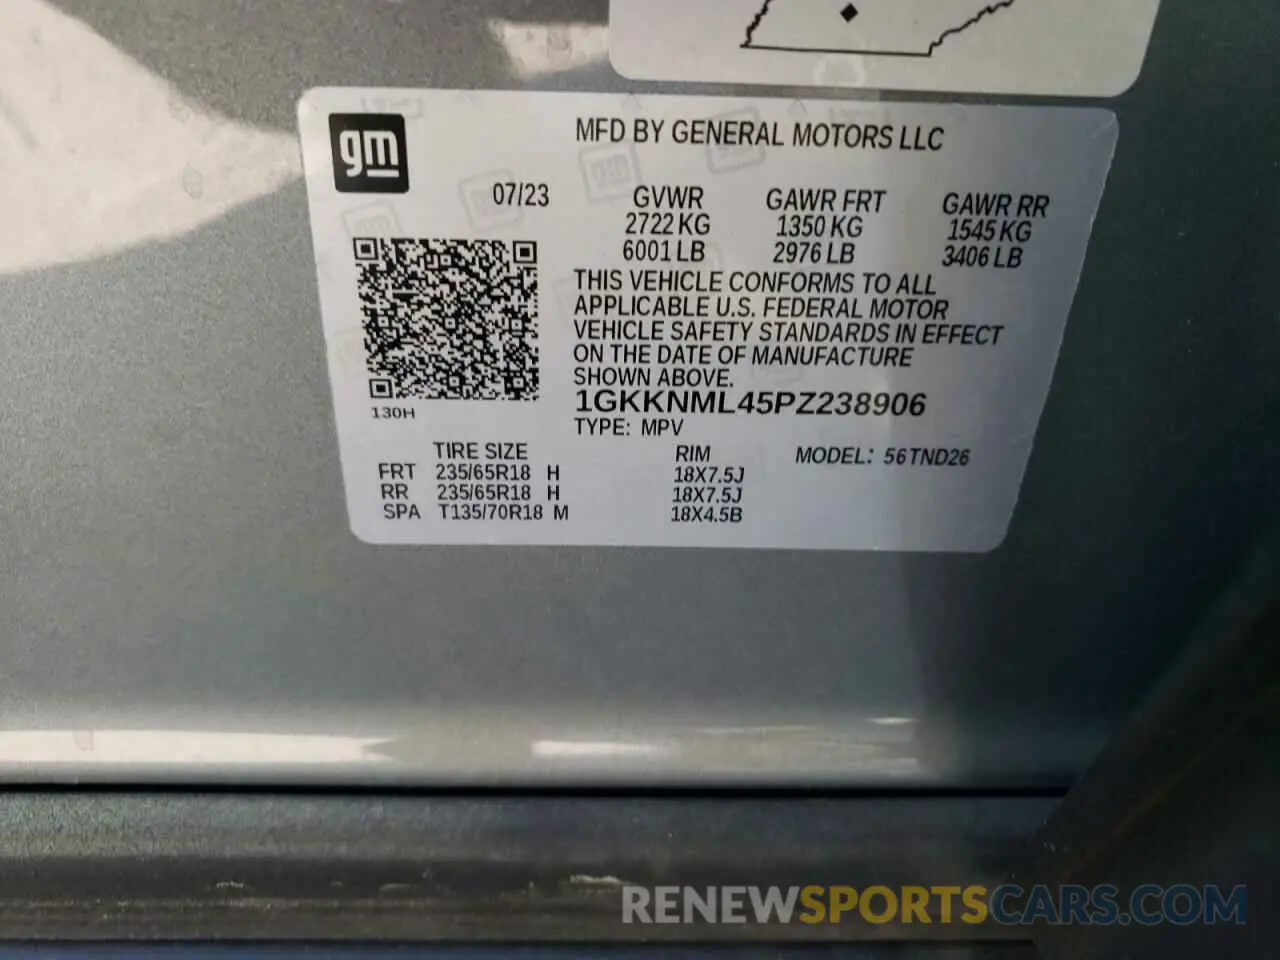 gm
MFD BY GENERAL MOTORS LLC
07/23
GVWR GAWR FRT GAWR RR
2722 KG 1350 KG 1545 KG
6001 LB 2976 LB 3406 LB
THIS VEHICLE CONFORMS TO ALL
APPLICABLE U.S. FEDERAL MOTOR
VEHICLE SAFETY STANDARDS IN EFFECT
ON THE DATE OF MANUFACTURE
SHOWN ABOVE.
1GKKNML45PZ238906
130H
TYPE: MPV
TIRE SIZE RIM MODEL: 56TND26
FRT 235/65R18 H 18X7.5J
RR 235/65R18 H 18X7.5J
SPA T135/70R18 M 18X4.5B
RENEWSPORTSCARS.COM